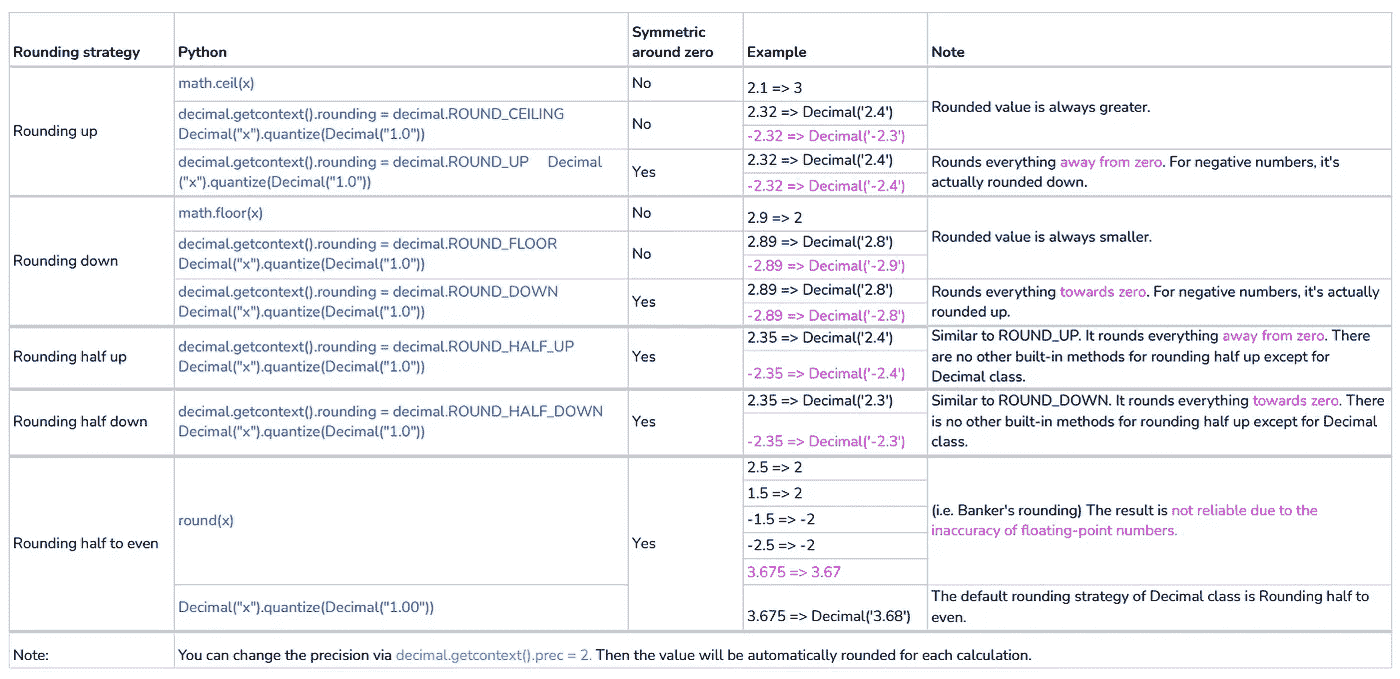 Rounding strategy
Python
Symmetric
around zero
Example
Note
Rounding up
math.ceil(x)
No
2.1 => 3
Rounded value is always greater.
decimal.getcontext().rounding = decimal.ROUND_CEILING
Decimal("x").quantize(Decimal("1.0"))
No
2.32 => Decimal('2.4')
-2.32 => Decimal('-2.3')
decimal.getcontext().rounding = decimal.ROUND_UP Decimal
("x").quantize(Decimal("1.0"))
Yes
2.32 => Decimal('2.4')
-2.32 => Decimal('-2.4')
Rounds everything away from zero. For negative numbers, it's
actually rounded down.
Rounding down
math.floor(x)
No
2.9 => 2
Rounded value is always smaller.
decimal.getcontext().rounding = decimal.ROUND_FLOOR
Decimal("x").quantize(Decimal("1.0"))
No
2.89 => Decimal('2.8')
-2.89 => Decimal('-2.9')
decimal.getcontext().rounding = decimal.ROUND_DOWN
Decimal("x").quantize(Decimal("1.0"))
Yes
2.89 => Decimal('2.8')
-2.89 => Decimal('-2.8')
Rounds everything towards zero. For negative numbers, it's actually
rounded up.
Rounding half up
decimal.getcontext().rounding = decimal.ROUND_HALF_UP
Decimal("x").quantize(Decimal("1.0"))
Yes
2.35 => Decimal('2.4')
-2.35 => Decimal('-2.4')
Similar to ROUND_UP. It rounds everything away from zero. There
are no other built-in methods for rounding half up except for
Decimal class.
Rounding half down
decimal.getcontext().rounding = decimal.ROUND_HALF_DOWN
Decimal("x").quantize(Decimal("1.0"))
Yes
2.35 => Decimal('2.3')
-2.35 => Decimal('-2.3')
Similar to ROUND_DOWN. It rounds everything towards zero. There
is no other built-in methods for rounding half up except for Decimal
class.
Rounding half to even
round(x)
Yes
2.5 => 2
1.5 => 2
-1.5 => -2
-2.5 => -2
3.675 => 3.67
(i.e. Banker's rounding) The result is not reliable due to the
inaccuracy of floating-point numbers.
Decimal("x").quantize(Decimal("1.00"))
3.675 => Decimal('3.68')
The default rounding strategy of Decimal class is Rounding half to
even.
Note:
You can change the precision via decimal.getcontext().prec = 2. Then the value will be automatically rounded for each calculation.